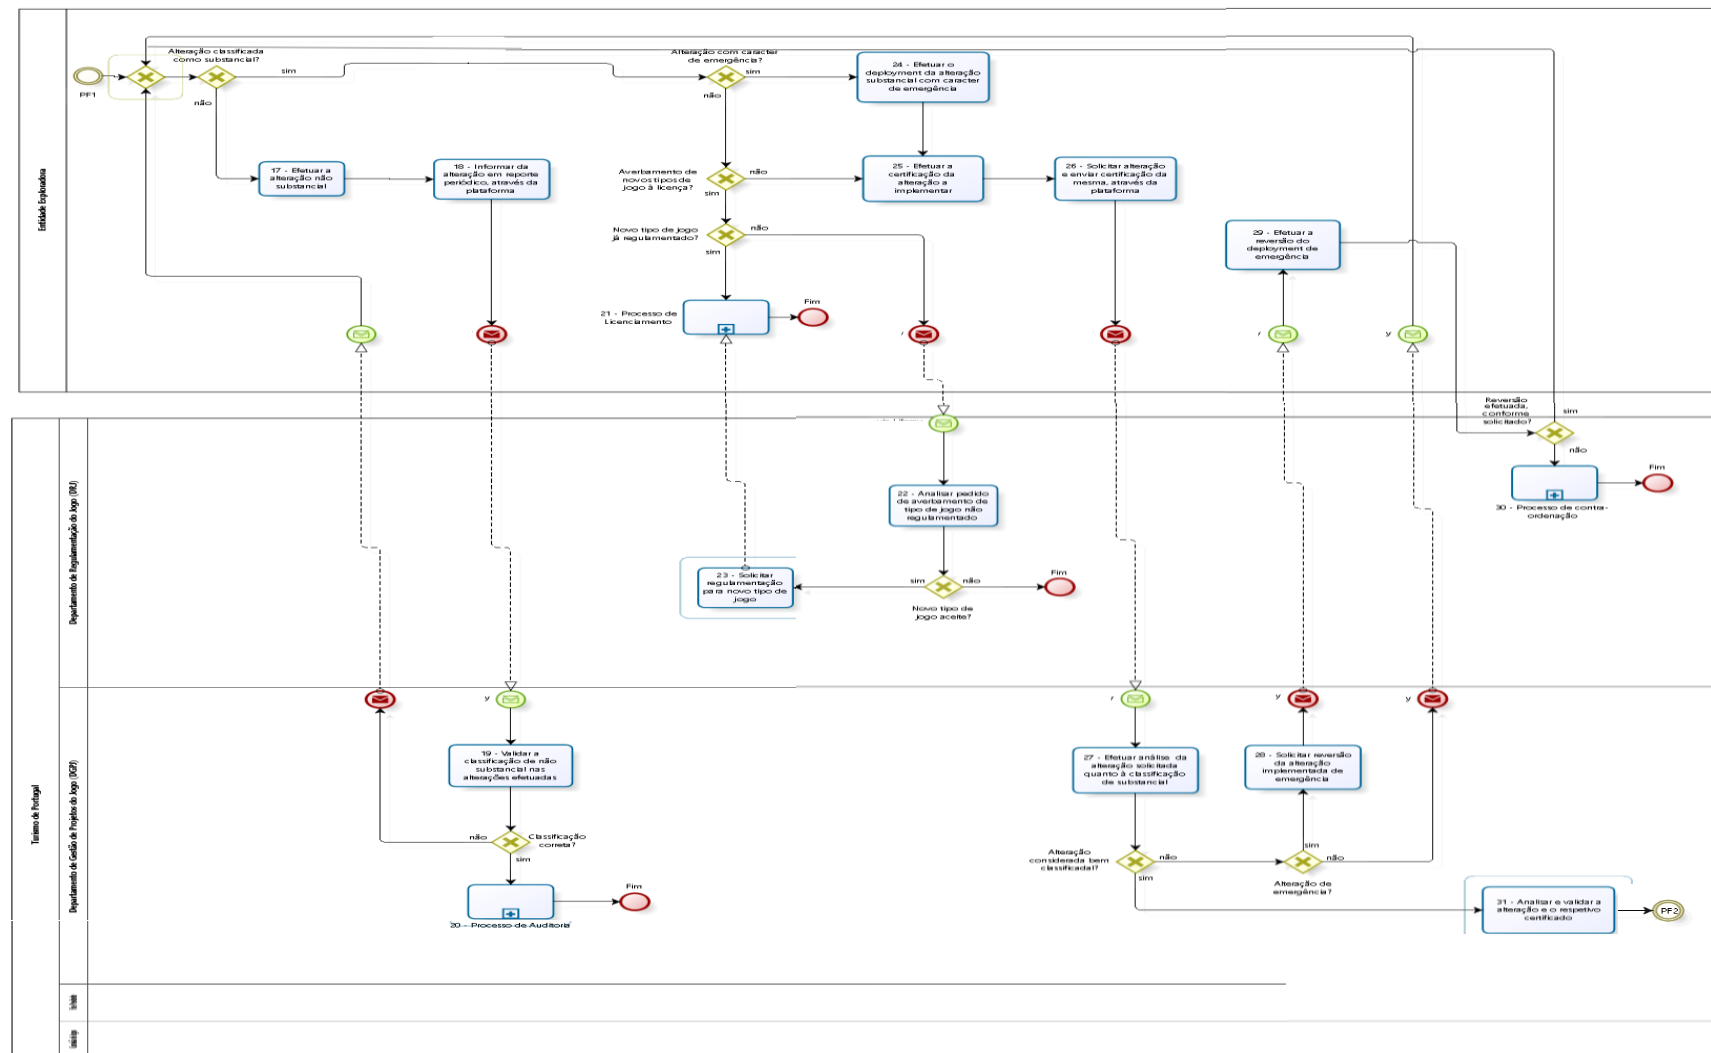 Alteração classificada
como substancial?
PF1
sim
não
Alteração com caracter
de emergência?
sim
não
24 - Efetuar o
deployment da alteração
substancial com caracter
de emergência
17 - Efetuar a
alteração não
substancial
18 - Informar da
alteração em reporte
periódico, através da
plataforma
Averbamento de
novos tipos de
jogo à licença?
não
sim
25 - Efetuar a
certificação da
alteração a
implementar
26 - Solicitar alteração
e enviar certificação da
mesma, através da
plataforma
Novo tipo de jogo
já regulamentado?
não
sim
29 - Efetuar a
reversão do
deployment de
emergência
21 - Processo de
Licenciamento
Fim
y
Entidade Exploradora
Reversão
efetuada,
conforme
solicitado?
sim
não
Fim
30 - Processo de contra-
ordenação
22 - Analisar pedido
de averbamento de
tipo de jogo não
regulamentado
23 - Solicitar
regulamentação
para novo tipo de
jogo
sim
não
Fim
Novo tipo de
jogo aceite?
Departamento de Regulamentação do Jogo (DRJ)
y
y
y
19 - Validar a
classificação de não
substancial nas
alterações efetuadas
27 - Efetuar análise da
alteração solicitada
quanto à classificação
de substancial
28 - Solicitar reversão
da alteração
implementada de
emergência
não
Classificação
correta?
sim
Alteração
considerada bem
classificada?
não
sim
sim
não
Alteração de
emergência?
Fim
20 - Processo de Auditoria
31 - Analisar e validar a
alteração e o respetivo
certificado
PF2
Turismo de Portugal
Departamento de Gestão de Projetos do Jogo (DGPJ)